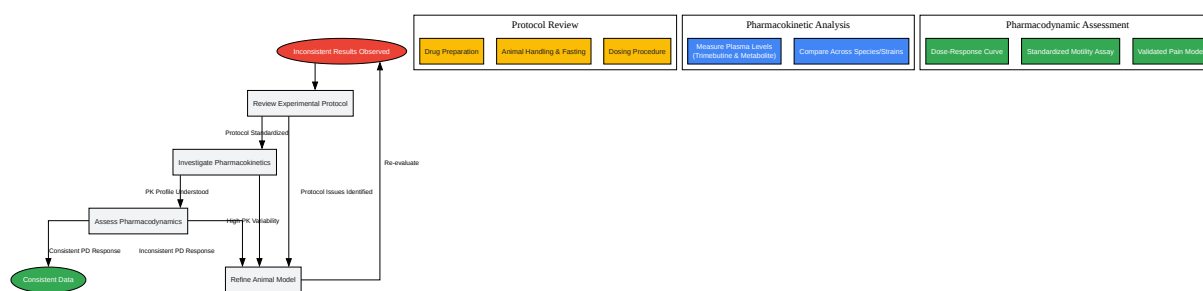 Inconsistent Results Observed
Review Experimental Protocol
Protocol Standardized
Investigate Pharmacokinetics
Re-evaluate
PK Profile Understood
Protocol Issues Identified
Assess Pharmacodynamics
High PK Variability
Consistent PD Response
Inconsistent PD Response
Consistent Data
Refine Animal Model
Protocol Review
Drug Preparation
Animal Handling & Fasting
Dosing Procedure
Pharmacokinetic Analysis
Measure Plasma Levels
(Trimebutine & Metabolite)
Compare Across Species/Strains
Pharmacodynamic Assessment
Dose-Response Curve
Standardized Motility Assay
Validated Pain Mode